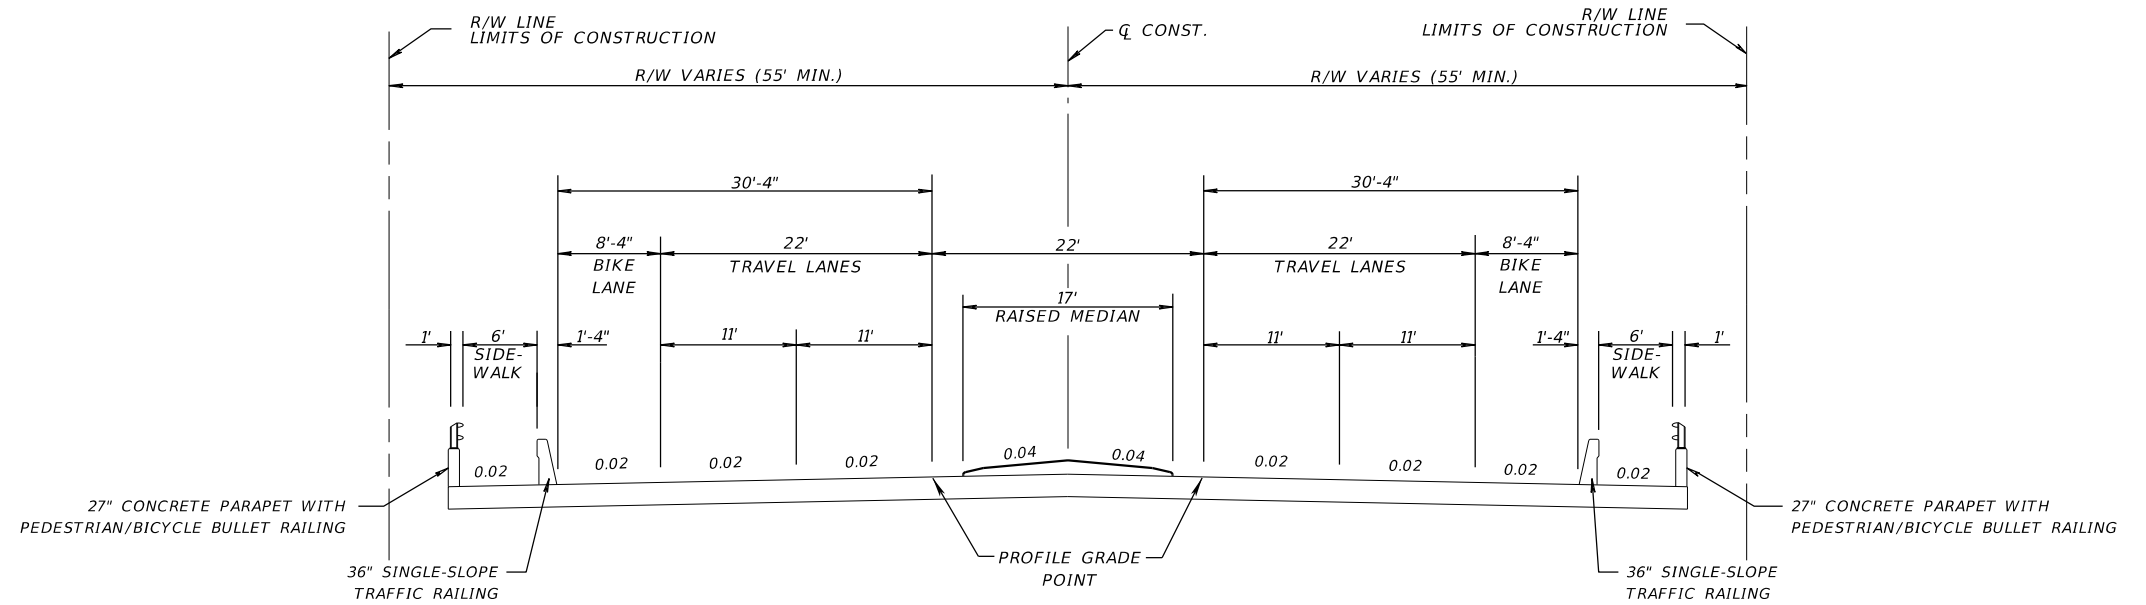 R/W LINE
LIMITS OF CONSTRUCTION
℄ CONST.
R/W LINE
LIMITS OF CONSTRUCTION
R/W VARIES (55' MIN.)
R/W VARIES (55' MIN.)
30'-4"
30'-4"
8'-4"
BIKE
LANE
22'
TRAVEL LANES
22'
22'
TRAVEL LANES
8'-4"
BIKE
LANE
17'
RAISED MEDIAN
1'
6'
SIDE-
WALK
1'-4"
11'
11'
11'
11'
1'-4"
6'
SIDE-
WALK
1'
0.02
0.02
0.02
0.02
0.04
0.04
0.02
0.02
0.02
0.02
27" CONCRETE PARAPET WITH
PEDESTRIAN/BICYCLE BULLET RAILING
36" SINGLE-SLOPE
TRAFFIC RAILING
PROFILE GRADE
POINT
27" CONCRETE PARAPET WITH
PEDESTRIAN/BICYCLE BULLET RAILING
36" SINGLE-SLOPE
TRAFFIC RAILING